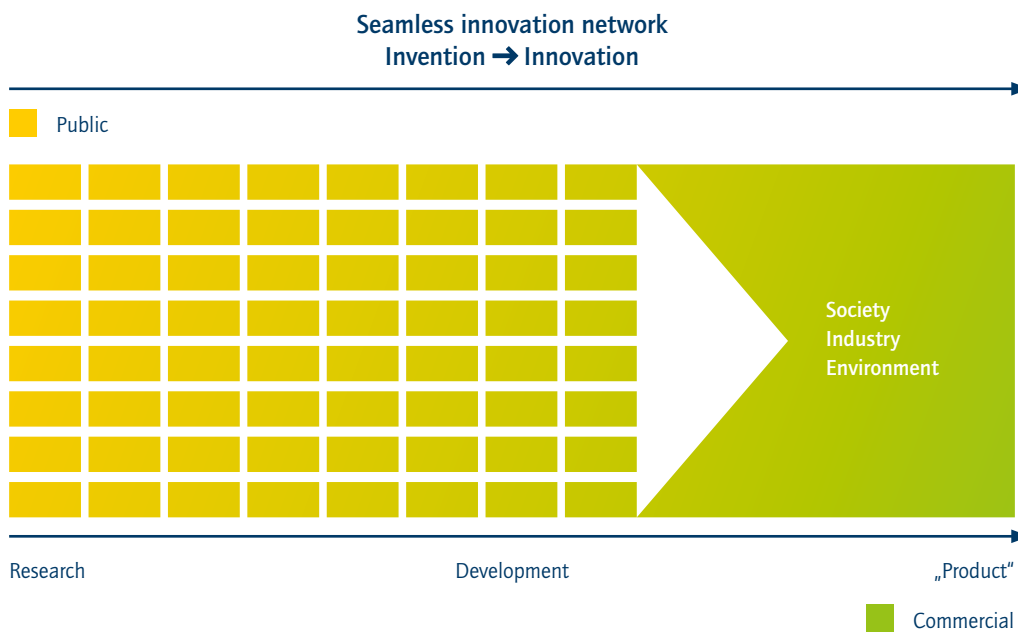 Seamless innovation network
Invention ➔ Innovation
Public
Society
Industry
Environment
Research Development „Product“
Commercial